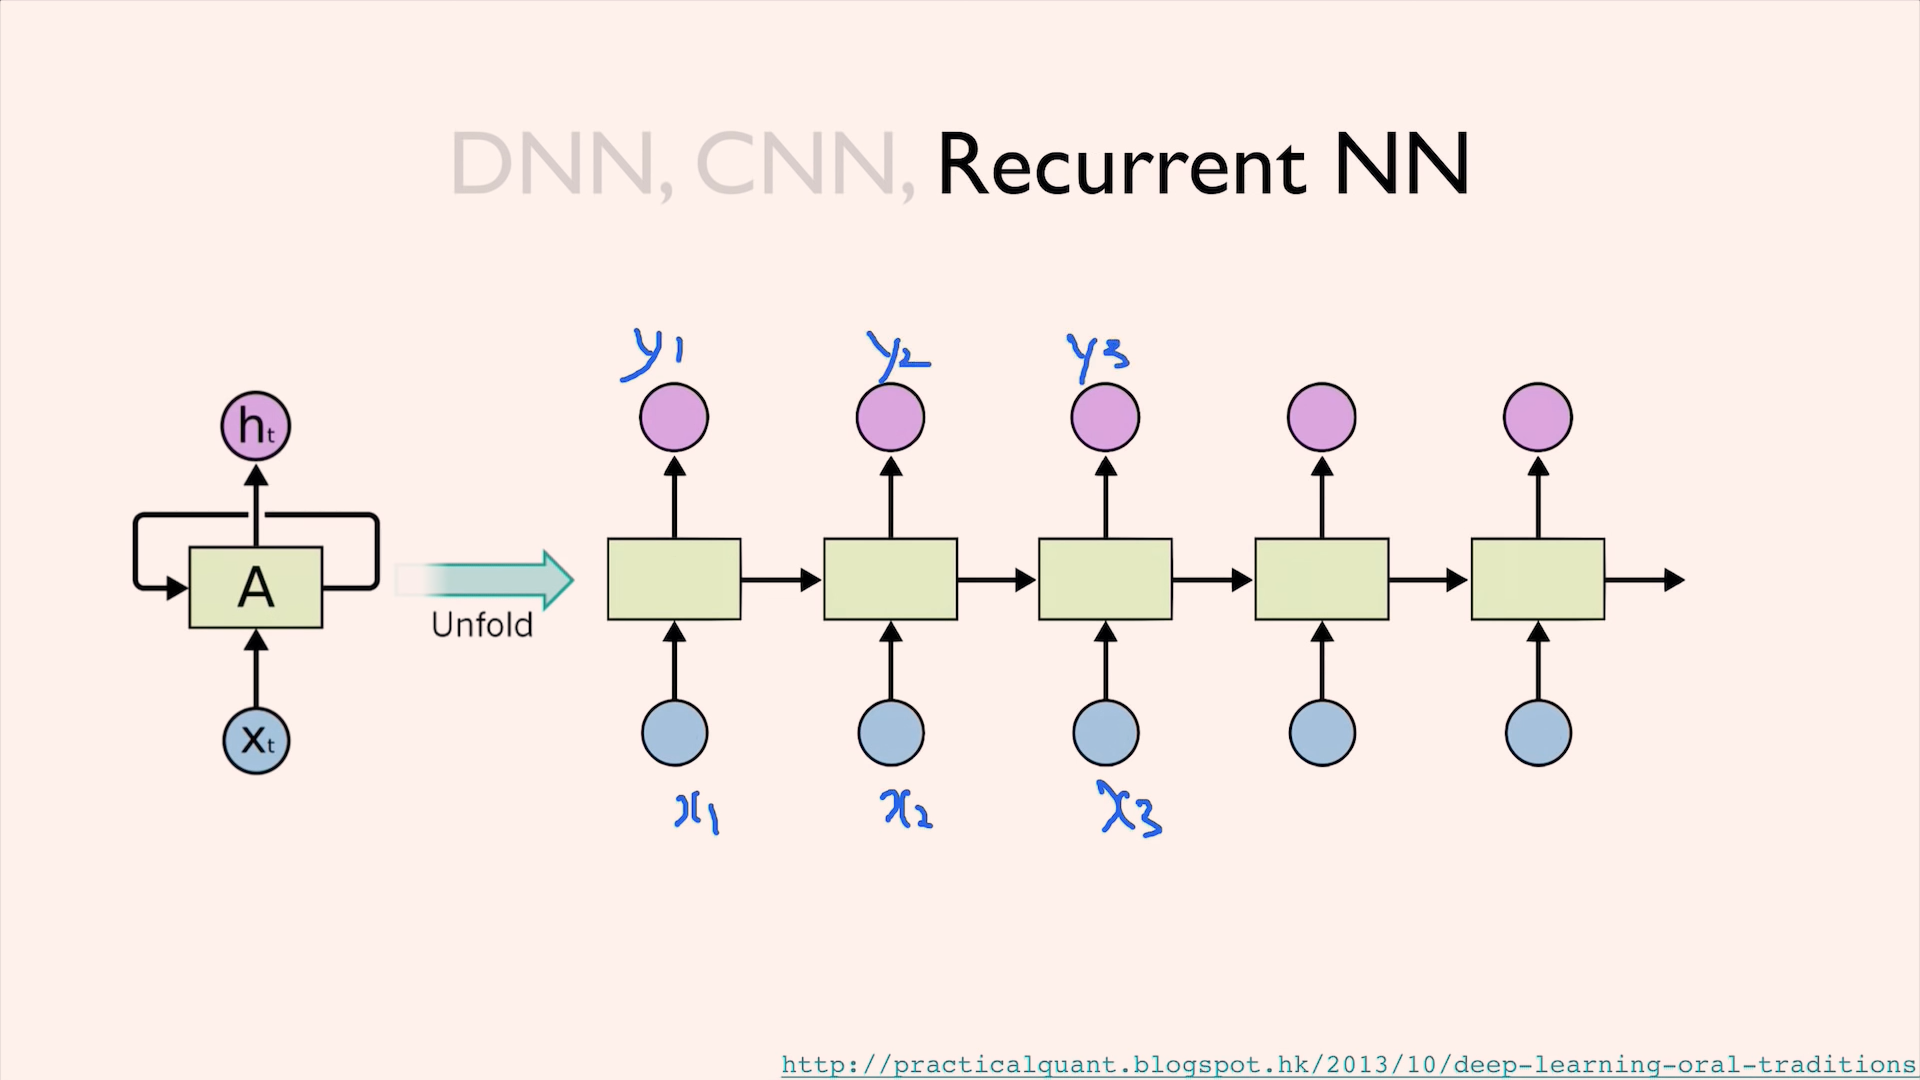 DNN, CNN, Recurrent NN
y1 y2 y3
ht
A
Unfold
xt
x1 x2 x3
http://practicalquant.blogspot.hk/2013/10/deep-learning-oral-traditions